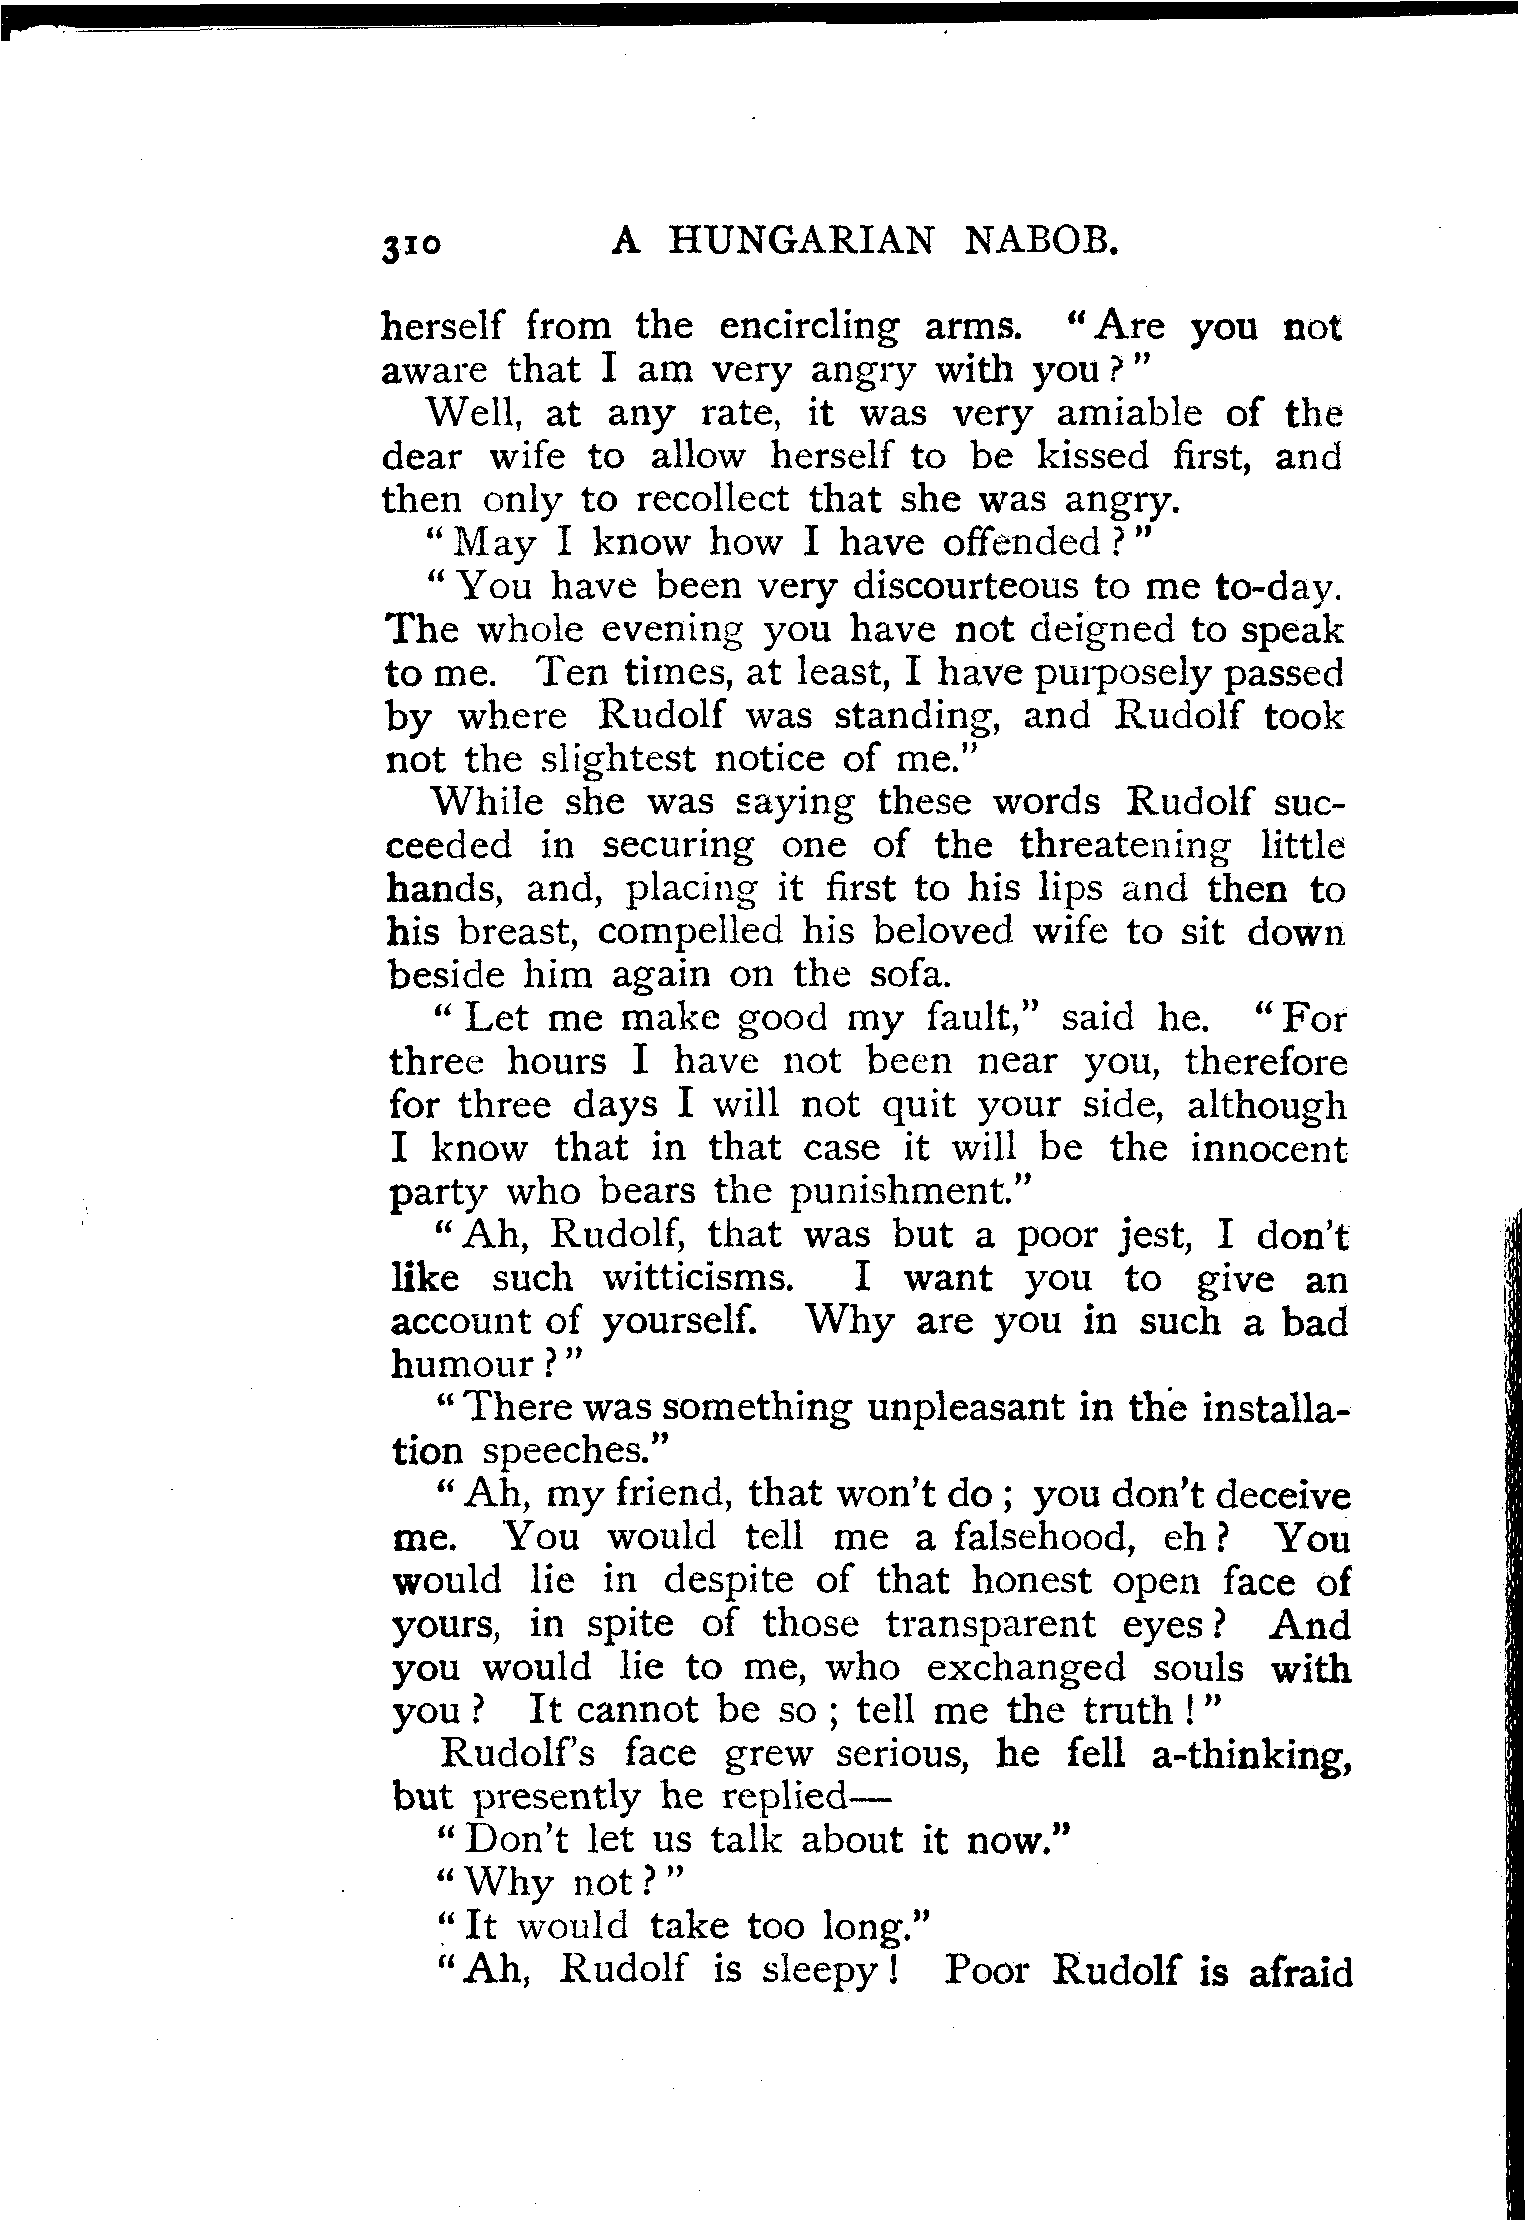 310 A HUNGARIAN NABOB.
herself from the encircling arms. "Are you not
aware that I am very angry with you?"
Well, at any rate, it was very amiable of the
dear wife to allow herself to be kissed first, and
then only to recollect that she was angry.
"May I know how I have offended?"
"You have been very discourteous to me to-day.
The whole evening you have not deigned to speak
to me. Ten times, at least, I have purposely passed
by where Rudolf was standing, and Rudolf took
not the slightest notice of me."
While she was saying these words Rudolf suc-
ceeded in securing one of the threatening little
hands, and, placing it first to his lips and then to
his breast, compelled his beloved wife to sit down
beside him again on the sofa.
"Let me make good my fault," said he. "For
three hours I have not been near you, therefore
for three days I will not quit your side, although
I know that in that case it will be the innocent
party who bears the punishment."
"Ah, Rudolf, that was but a poor jest, I don't
like such witticisms. I want you to give an
account of yourself. Why are you in such a bad
humour?"
"There was something unpleasant in the installa-
tion speeches."
"Ah, my friend, that won't do; you don't deceive
me. You would tell me a falsehood, eh? You
would lie in despite of that honest open face of
yours, in spite of those transparent eyes? And
you would lie to me, who exchanged souls with
you? It cannot be so; tell me the truth!"
Rudolf's face grew serious, he fell a-thinking,
but presently he replied—
"Don't let us talk about it now."
"Why not?"
"It would take too long."
"Ah, Rudolf is sleepy! Poor Rudolf is afraid